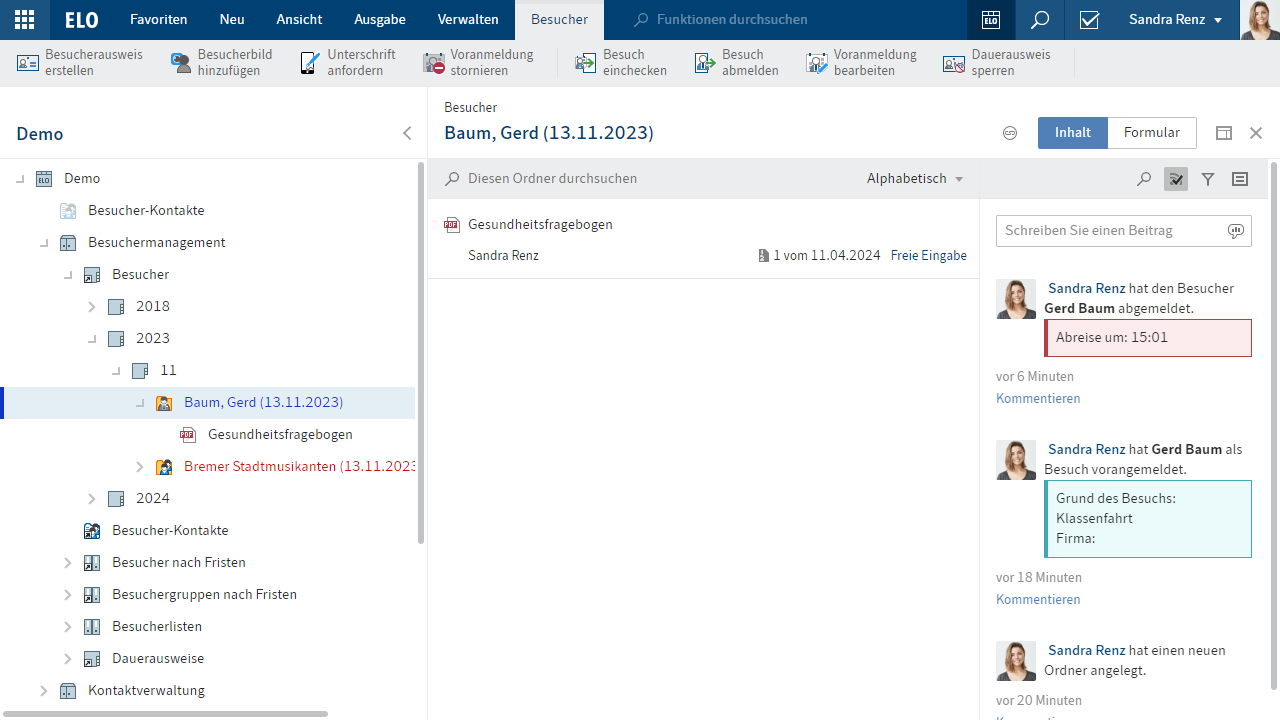 ELO Favoriten Neu Ansicht Ausgabe Verwalten Besucher Funktionen durchsuchen ELO Sandra Renz
Besucherausweis erstellen
Besucherbild hinzufügen
Unterschrift anfordern
Voranmeldung stornieren
Besuch einchecken
Besuch abmelden
Voranmeldung bearbeiten
Dauerausweis sperren
Demo
Demo
Besucher-Kontakte
Besuchermanagement
Besucher
2018
2023
11
Baum, Gerd (13.11.2023)
Gesundheitsfragebogen
Bremer Stadtmusikanten (13.11.2023
2024
Besucher-Kontakte
Besucher nach Fristen
Besuchergruppen nach Fristen
Besucherlisten
Dauerausweise
Kontaktverwaltung
Besucher
Baum, Gerd (13.11.2023)
Inhalt Formular
Diesen Ordner durchsuchen Alphabetisch
PDF Gesundheitsfragebogen
Sandra Renz 1 vom 11.04.2024 Freie Eingabe
Schreiben Sie einen Beitrag
Sandra Renz hat den Besucher
Gerd Baum abgemeldet.
Abreise um: 15:01
vor 6 Minuten
Kommentieren
Sandra Renz hat Gerd Baum als
Besuch vorangemeldet.
Grund des Besuchs:
Klassenfahrt
Firma:
vor 18 Minuten
Kommentieren
Sandra Renz hat einen neuen
Ordner angelegt.
vor 20 Minuten